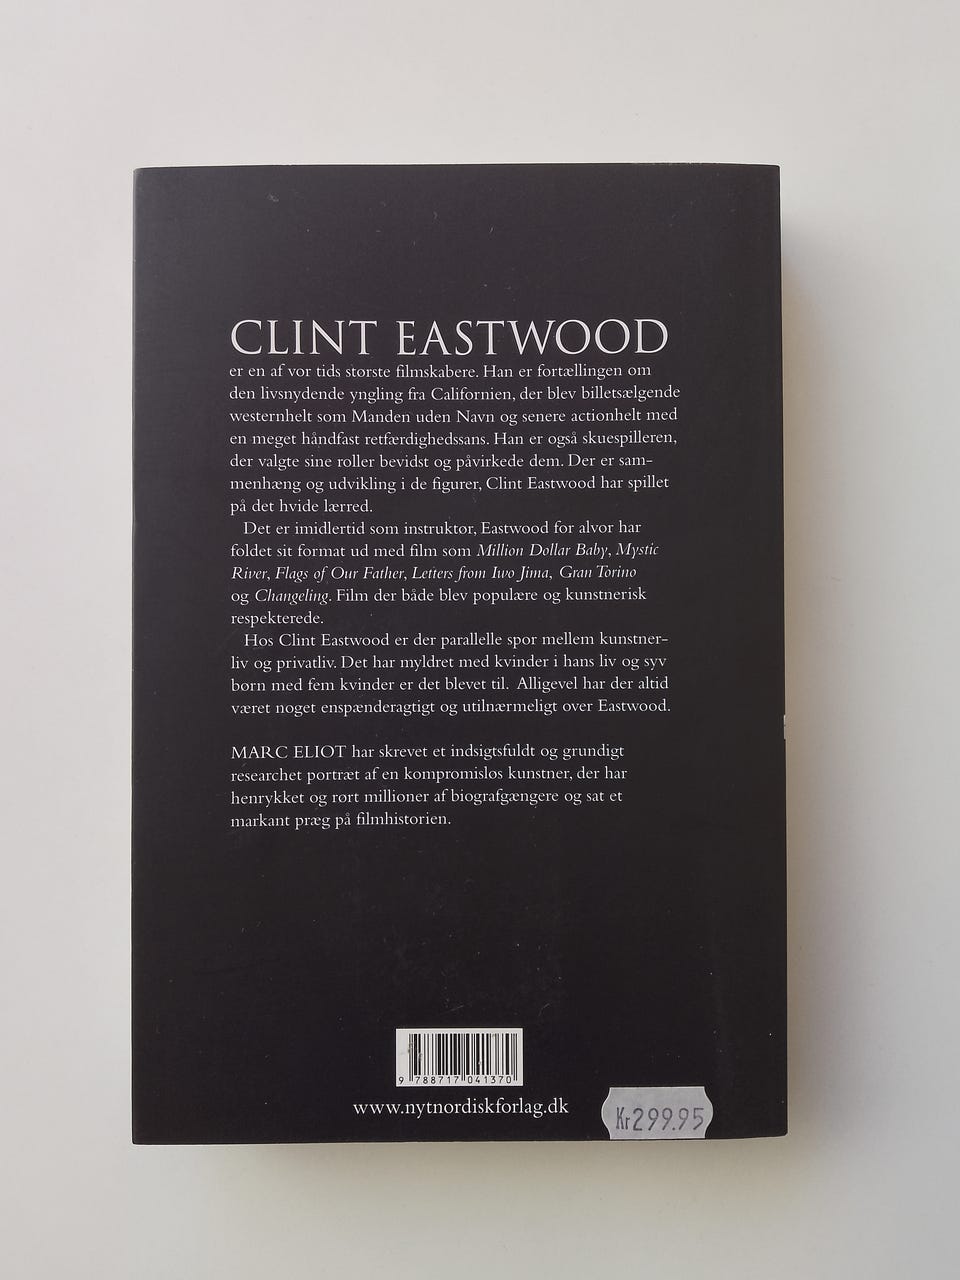 CLINT EASTWOOD
er en af vor tids største filmskabere. Han er fortællingen om
den livsnydende yngling fra Californien, der blev billetsælgende
westernhelt som Manden uden Navn og senere actionhelt med
en meget håndfast retfærdighedssans. Han er også skuespilleren,
der valgte sine roller bevidst og påvirkede dem. Der er sam-
menhæng og udvikling i de figurer, Clint Eastwood har spillet
på det hvide lærred.
Det er imidlertid som instruktør, Eastwood for alvor har
foldet sit format ud med film som Million Dollar Baby, Mystic
River, Flags of Our Father, Letters from Iwo Jima, Gran Torino
og Changeling. Film der både blev populære og kunstnerisk
respekterede.
Hos Clint Eastwood er der parallelle spor mellem kunstner-
liv og privatliv. Det har myldret med kvinder i hans liv og syv
børn med fem kvinder er det blevet til. Alligevel har der altid
været noget enspænderagtigt og utilnærmeligt over Eastwood.
MARC ELIOT har skrevet et indsigtsfuldt og grundigt
researchet portræt af en kompromisløs kunstner, der har
henrykket og rørt millioner af biografgængere og sat et
markant præg på filmhistorien.
9 788717 041370
www.nytnordiskforlag.dk
Kr299.95